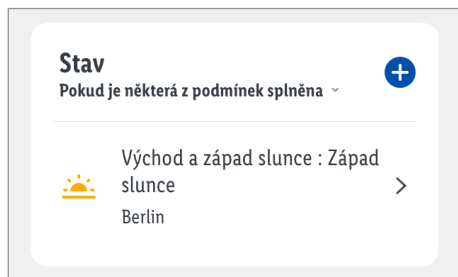 Stav
Pokud je některá z podmínek splněna
Východ a západ slunce : Západ
slunce
Berlin